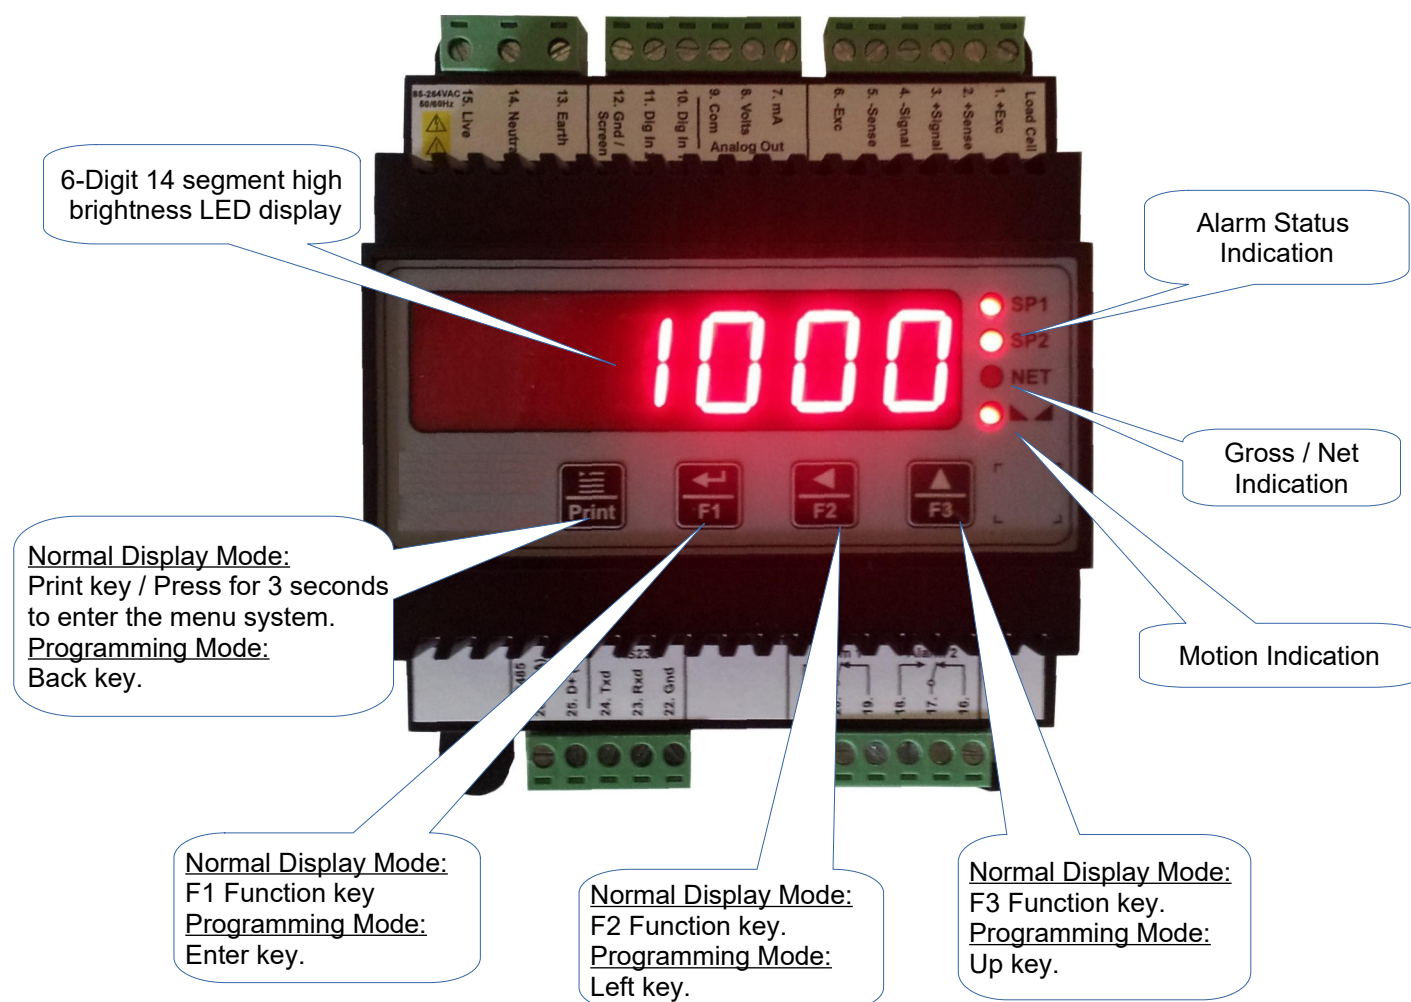 85-264VAC
50/60Hz
15. Live
14. Neutra
13. Earth
12. Gnd /
Screen
11. Dig In
10. Dig In
9. Com
8. Volts
7. mA
Analog Out
6. -Exc
5. -Sense
4. -Signal
3. +Signal
2. +Sense
1. +Exc
Load Cell
6-Digit 14 segment high
brightness LED display
Alarm Status
Indication
1000
SP1
SP2
NET
Gross / Net
Indication
Print
F1
F2
F3
Normal Display Mode:
Print key / Press for 3 seconds
to enter the menu system.
Programming Mode:
Back key.
Motion Indication
485
25. D+
24. Txd
23. Rxd
22. Gnd
19.
18.
17.
16.
Normal Display Mode:
F1 Function key
Programming Mode:
Enter key.
Normal Display Mode:
F2 Function key.
Programming Mode:
Left key.
Normal Display Mode:
F3 Function key.
Programming Mode:
Up key.